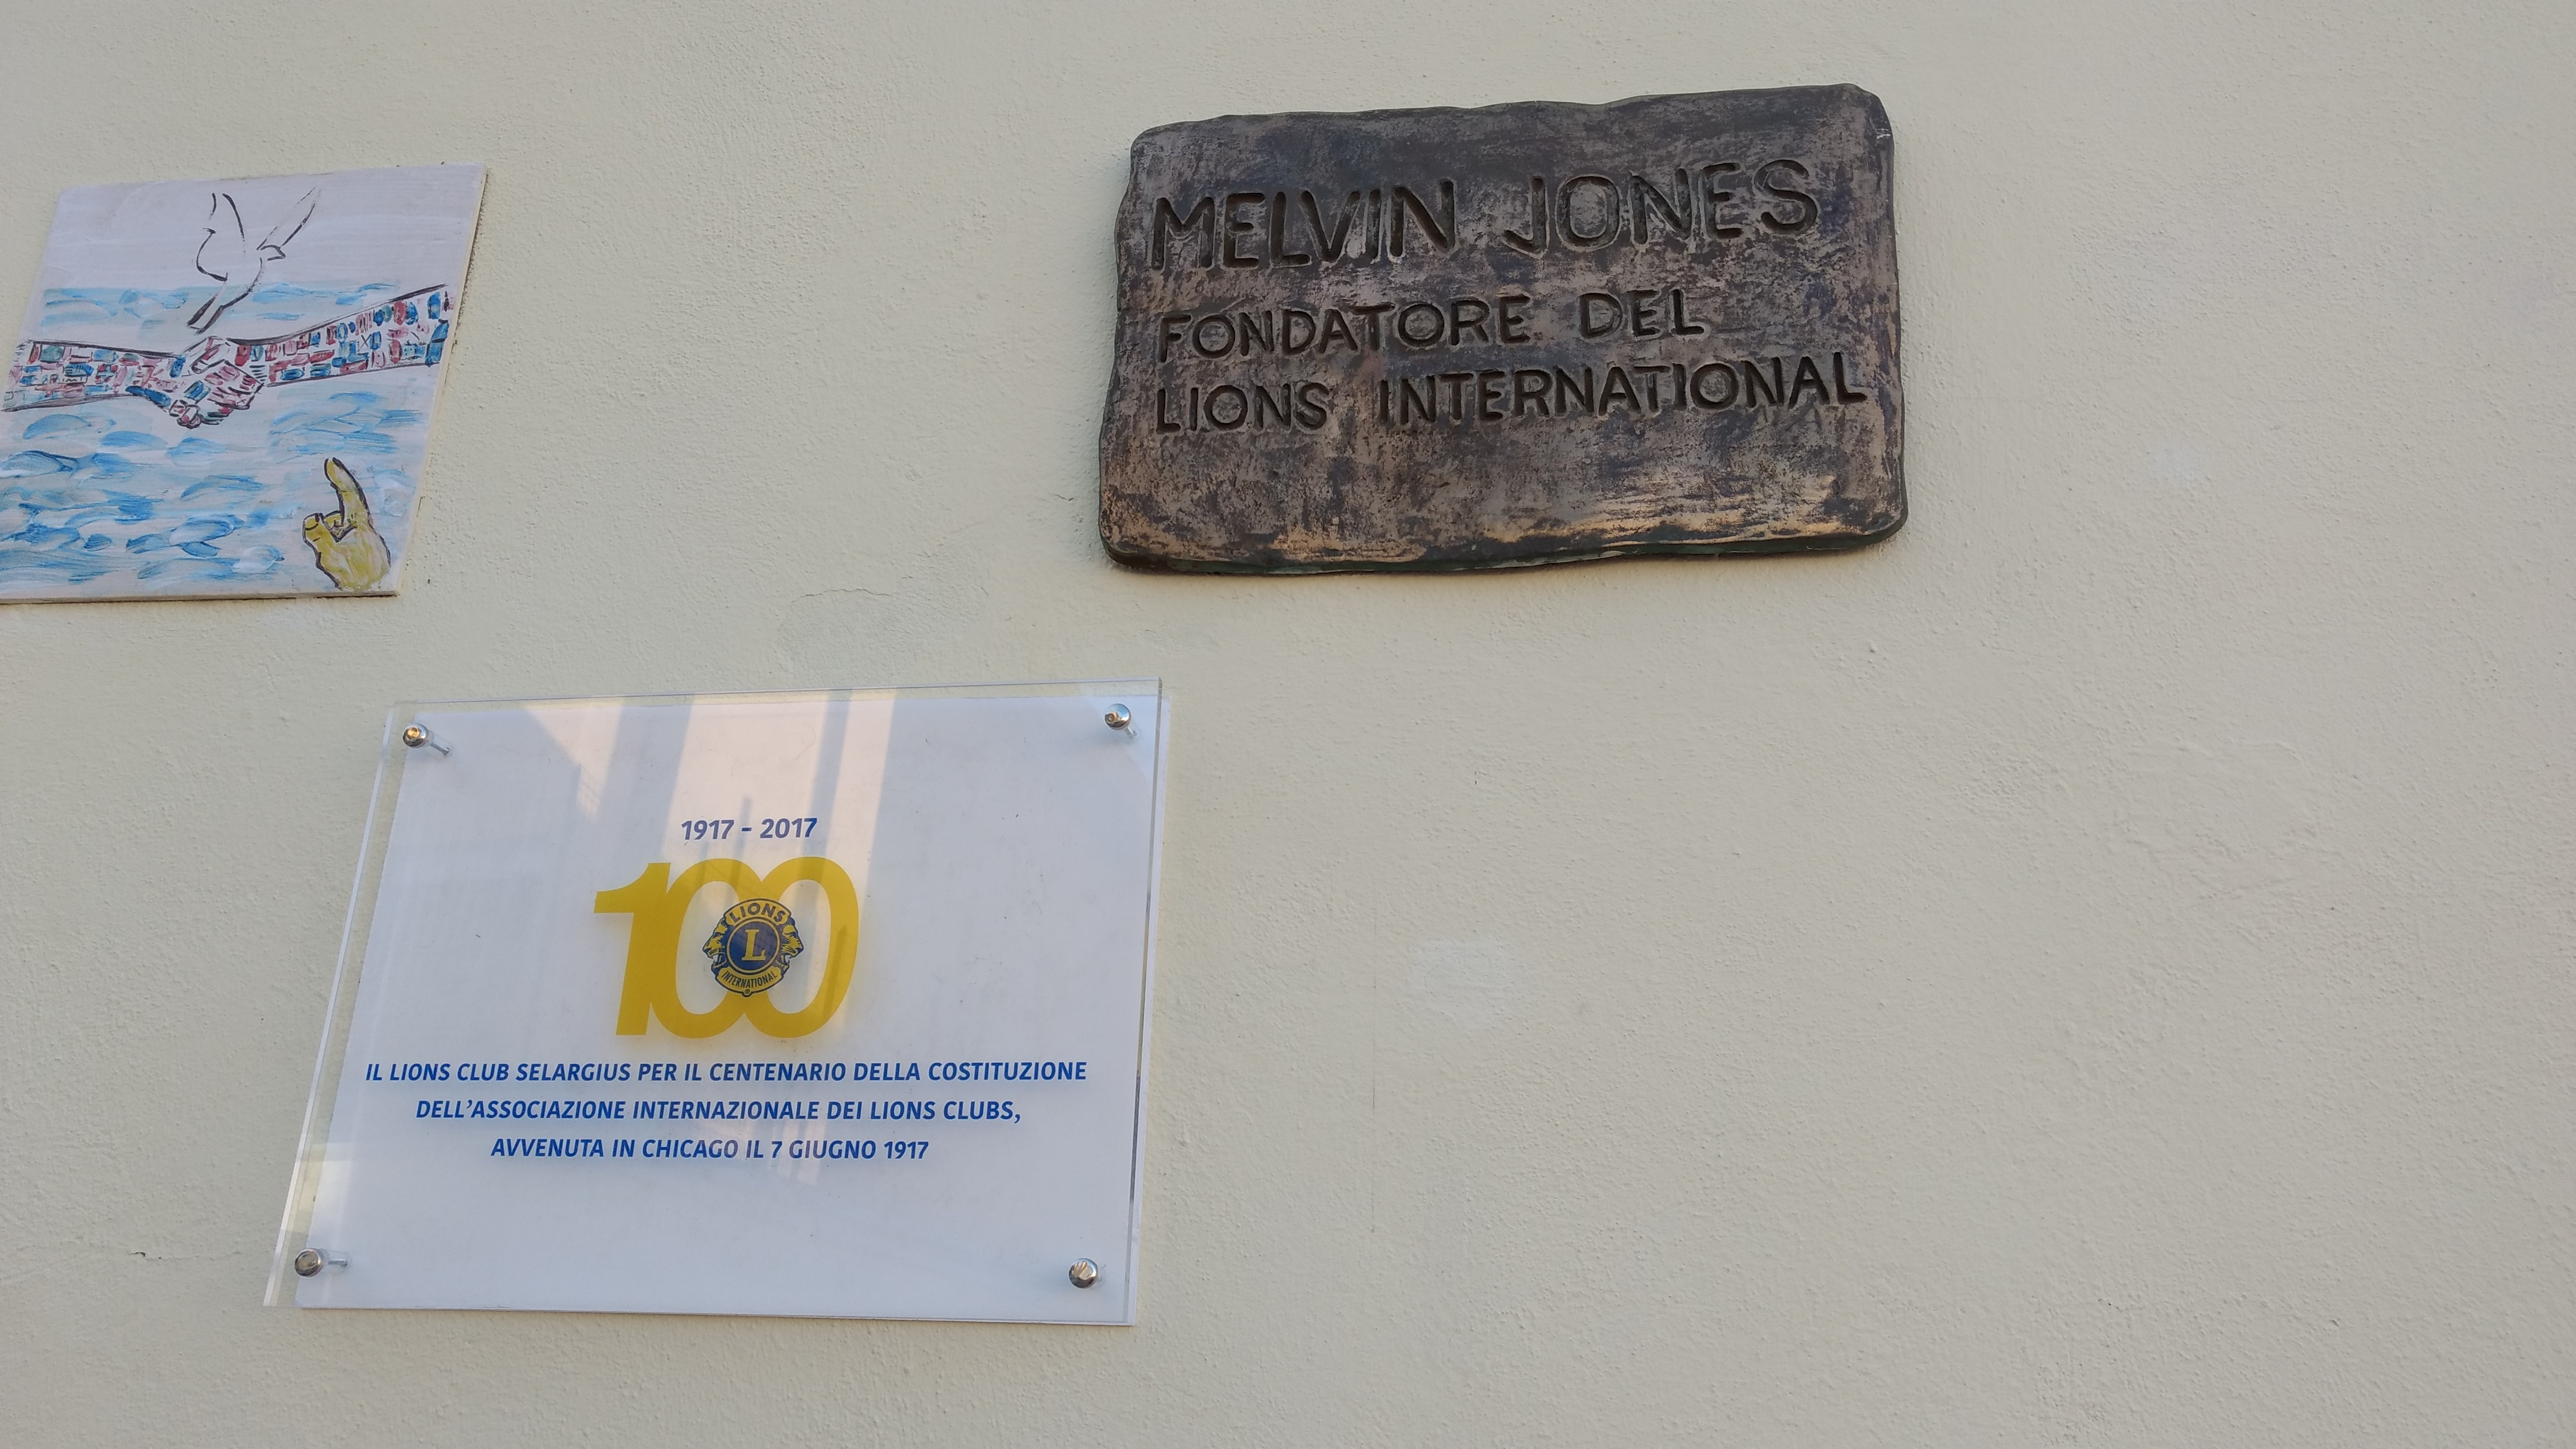 MELVIN JONES
FONDATORE DEL
LIONS INTERNATIONAL
1917 - 2017
100
LIONS
L
INTERNATIONAL
IL LIONS CLUB SELARGIUS PER IL CENTENARIO DELLA COSTITUZIONE
DELL'ASSOCIAZIONE INTERNAZIONALE DEI LIONS CLUBS,
AVVENUTA IN CHICAGO IL 7 GIUGNO 1917